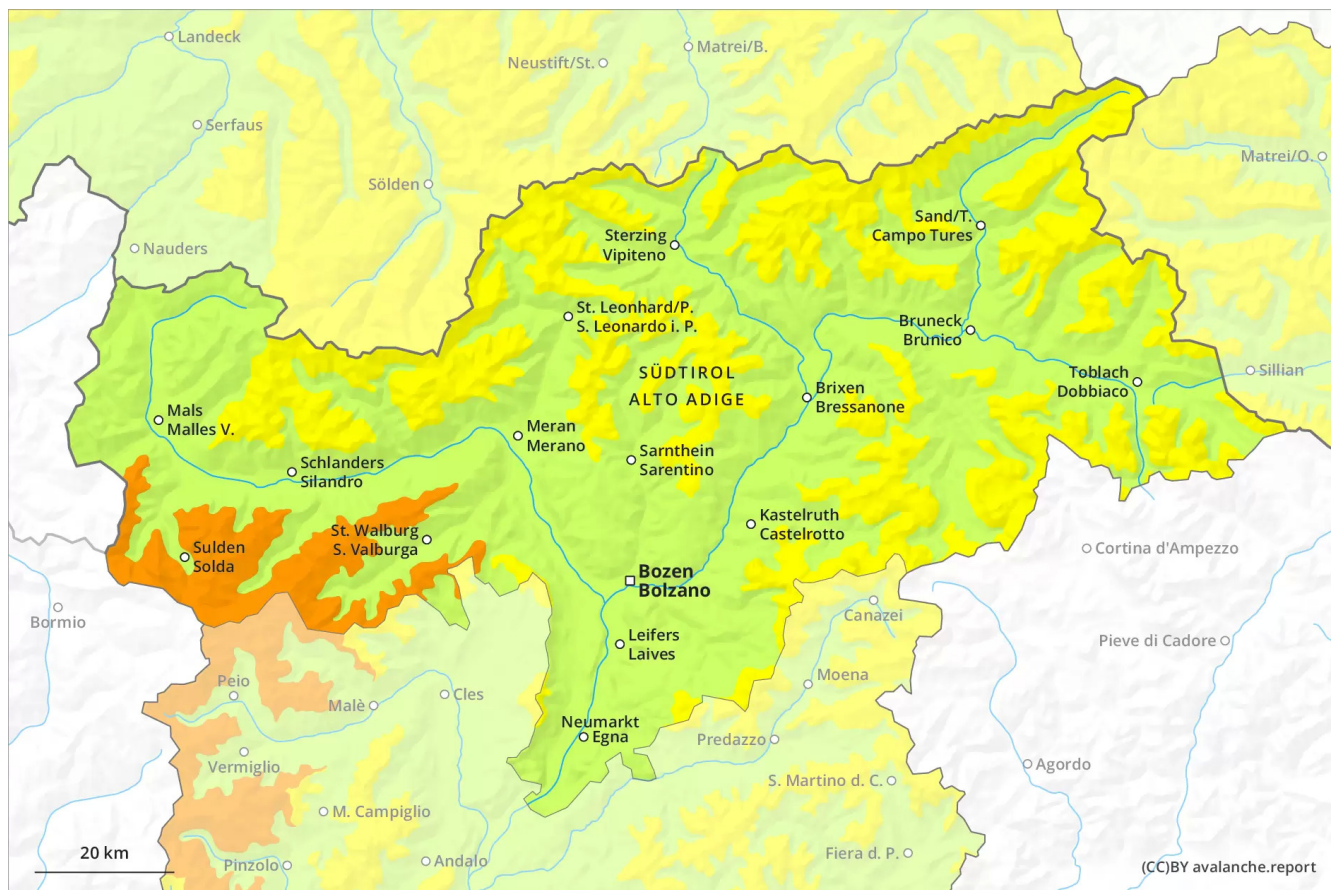 Landeck
Matrei/B.
Neustift/St.
Serfaus
Matrei/O.
Sölden
Sand/T.
Campo Tures
Sterzing
Vipiteno
Nauders
St. Leonhard/P.
S. Leonardo i. P.
Bruneck
Brunico
SÜDTIROL
ALTO ADIGE
Toblach
Dobbiaco
Sillian
Brixen
Bressanone
Mals
Malles V.
Meran
Merano
Sarnthein
Sarentino
Schlanders
Silandro
Kastelruth
Castelrotto
St. Walburg
S. Valburga
Sulden
Solda
Cortina d'Ampezzo
Bozen
Bolzano
Bormio
Canazei
Leifers
Laives
Pieve di Cadore
Peio
Cles
Moena
Malè
Neumarkt
Egna
Predazzo
Vermiglio
Agordo
S. Martino d. C.
M. Campiglio
20 km
Pinzolo
Andalo
Fiera d. P.
(CC)BY avalanche.report